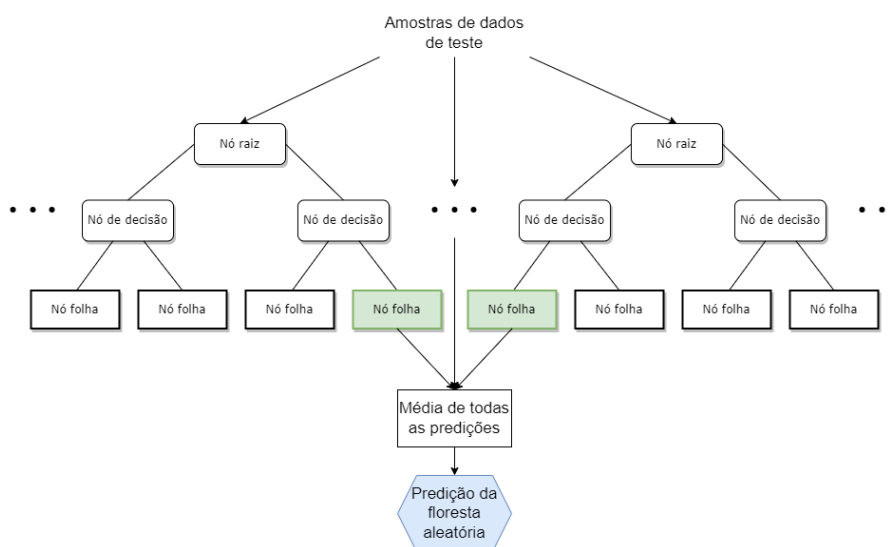 Amostras de dados
de teste
Nó raiz
Nó raiz
Nó de decisão
Nó de decisão
Nó de decisão
Nó de decisão
Nó folha
Nó folha
Nó folha
Nó folha
Nó folha
Nó folha
Nó folha
Nó folha
Média de todas
as predições
Predição da
floresta
aleatória